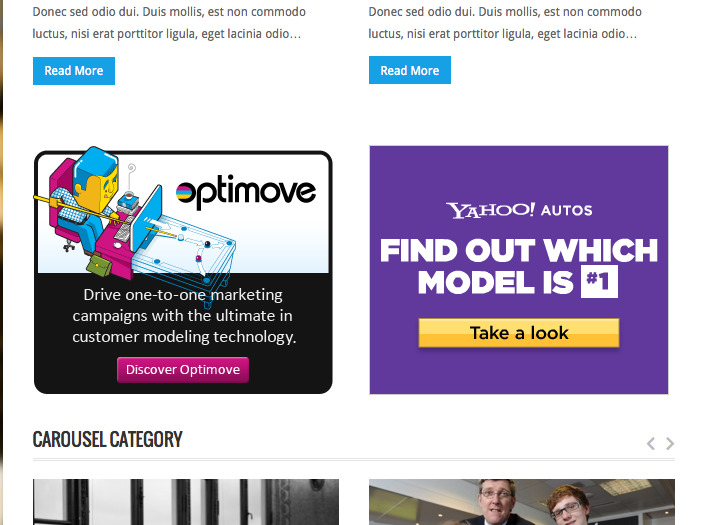 Donec sed odio dui. Duis mollis, est non commodo
luctus, nisi erat porttitor ligula, eget lacinia odio…
Read More
Donec sed odio dui. Duis mollis, est non commodo
luctus, nisi erat porttitor ligula, eget lacinia odio…
Read More
optimove
Drive one-to-one marketing
campaigns with the ultimate in
customer modeling technology.
Discover Optimove
YAHOO! AUTOS
FIND OUT WHICH
MODEL IS #1
Take a look
CAROUSEL CATEGORY